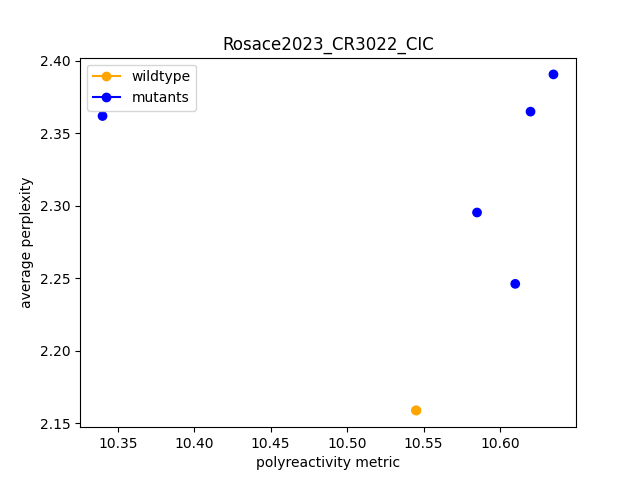 Rosace2023_CR3022_CIC
wildtype
mutants
2.40
2.35
2.30
2.25
2.20
2.15
average perplexity
10.35 10.40 10.45 10.50 10.55 10.60
polyreactivity metric